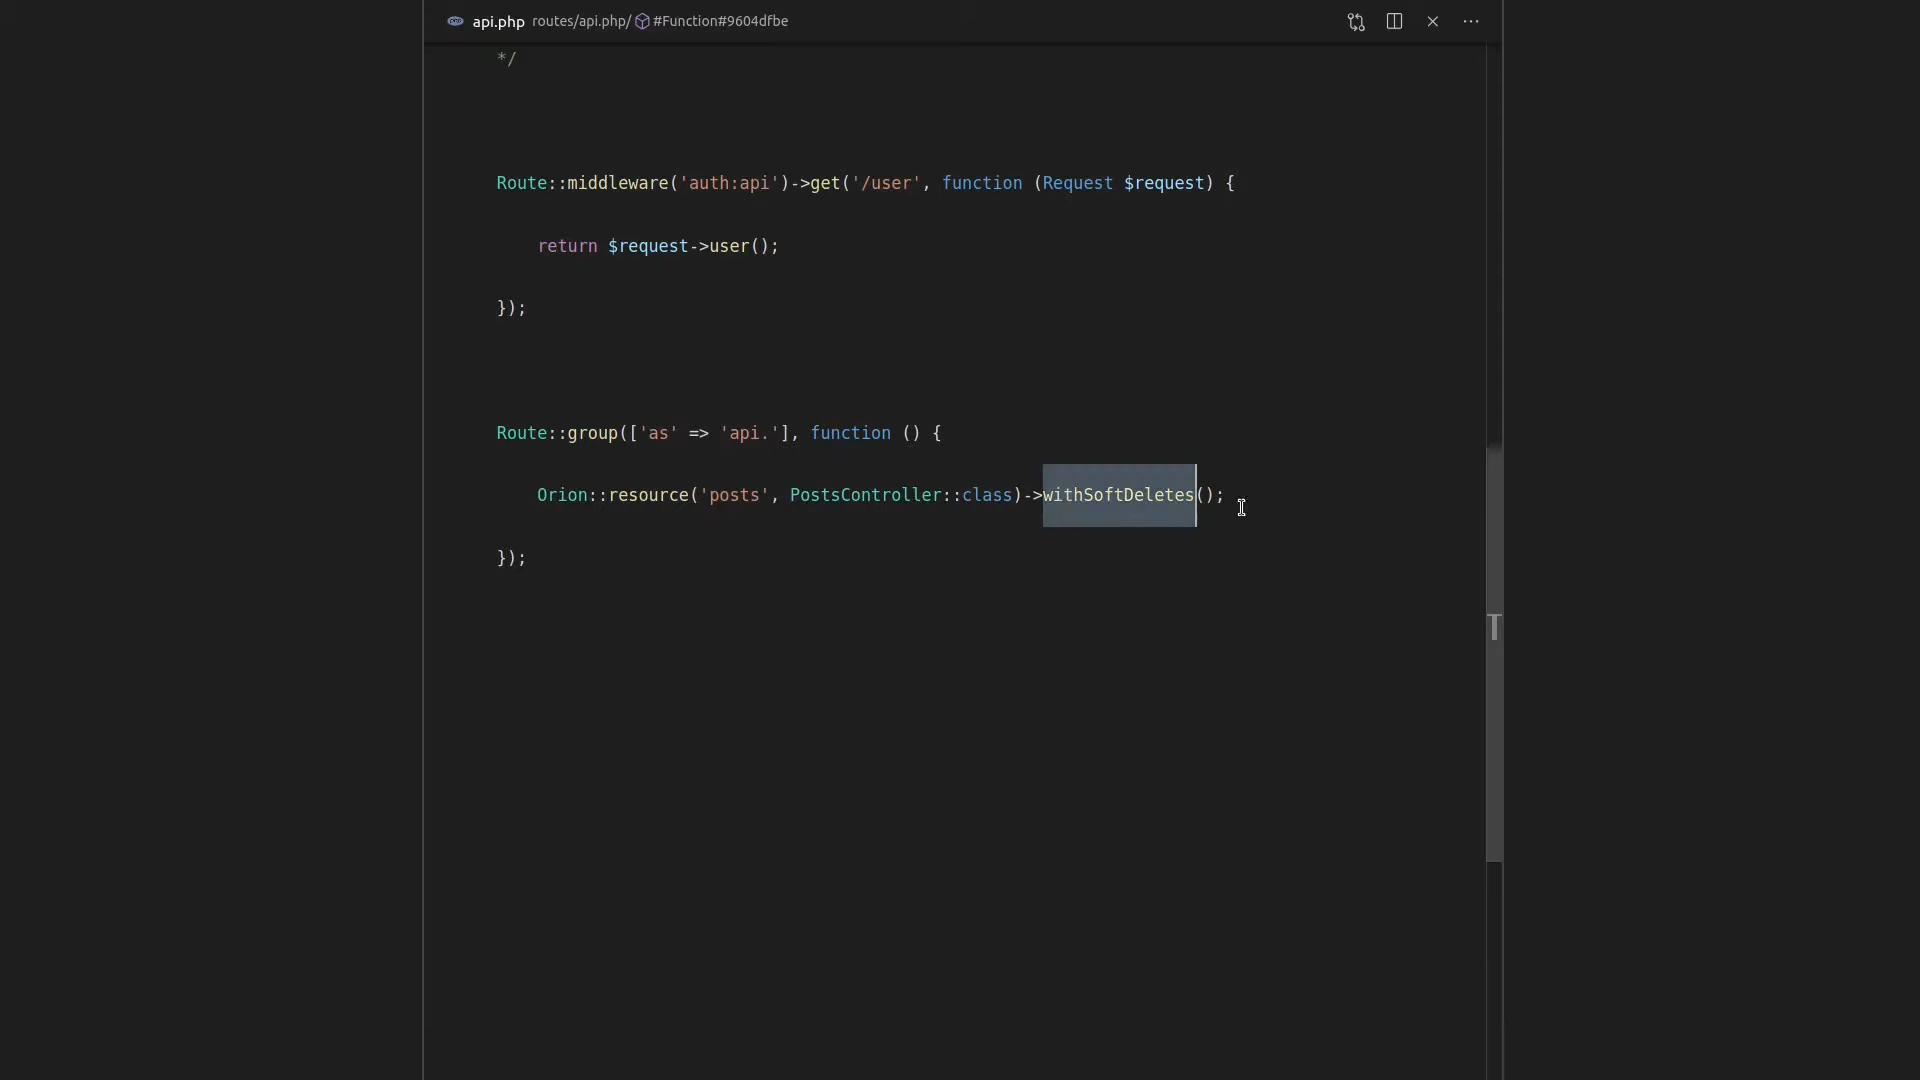 api.php routes/api.php/ #Function#9604dfbe
*/
Route::middleware('auth:api')->get('/user', function (Request $request) {
    return $request->user();
});
Route::group(['as' => 'api.'], function () {
    Orion::resource('posts', PostsController::class)->withSoftDeletes();
});